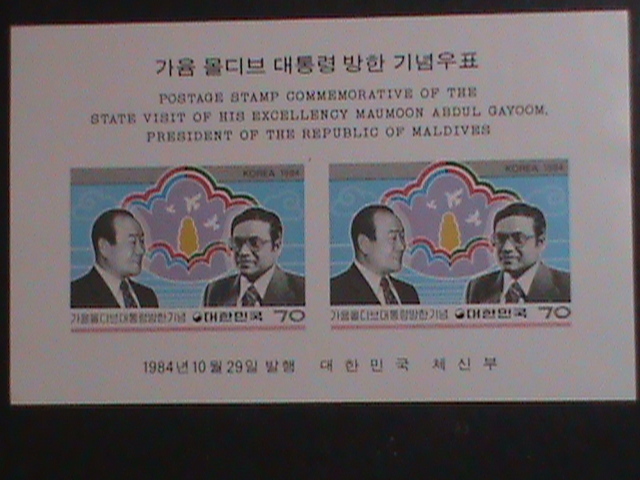 가윰 몰디브 대통령 방한 기념우표
POSTAGE STAMP COMMEMORATIVE OF THE
STATE VISIT OF HIS EXCELLENCY MAUMOON ABDUL GAYOOM,
PRESIDENT OF THE REPUBLIC OF MALDIVES
KOREA 1984
가윰몰디브대통령방한기념 대한민국 70
KOREA 1984
가윰몰디브대통령방한기념 대한민국 70
1984년 10월 29일 발행 대한민국 체신부